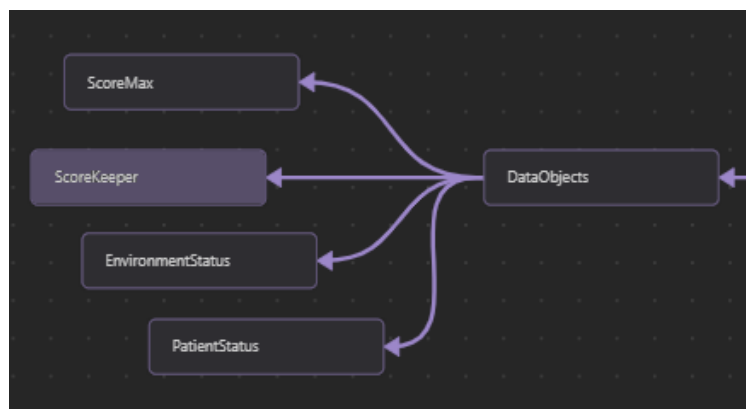 ScoreMax
ScoreKeeper
DataObjects
EnvironmentStatus
PatientStatus